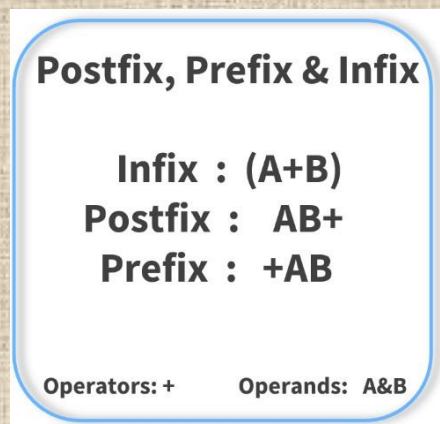 Postfix, Prefix & Infix
Infix : (A+B)
Postfix : AB+
Prefix : +AB
Operators: + Operands: A&B